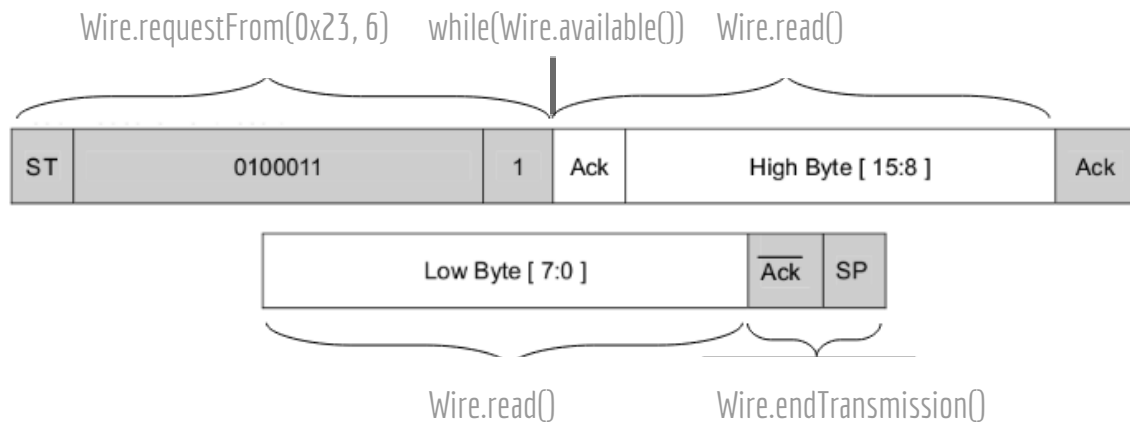 Wire.requestFrom(0x23, 6) while(Wire.available()) Wire.read()
ST 0100011 1 Ack High Byte [ 15:8 ] Ack
Low Byte [ 7:0 ] Ack SP
Wire.read() Wire.endTransmission()